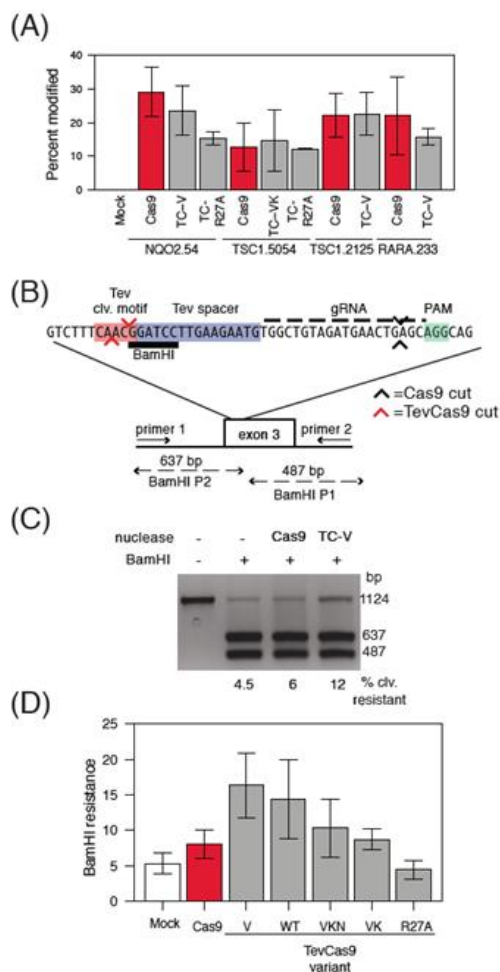 (A)
Percent modified
40
30
20
10
0
Mock
Cas9
TC-V
TC-
R27A
Cas9
TC-VK
TC-
R27A
Cas9
TC-V
Cas9
TC-V
NQO2.54
TSC1.5054
TSC1.2125
RARA.233
(B)
Tev
clv. motif
Tev spacer
gRNA
PAM
GTCTTTCAACGGATCCTTGAAGAATGTGGCTGTAGATGAACTGAGCAGGCAG
BamHI
=Cas9 cut
=TevCas9 cut
primer 1
exon 3
primer 2
637 bp
487 bp
BamHI P2
BamHI P1
(C)
nuclease - - Cas9 TC-V
BamHI - + + +
bp
1124
637
487
4.5 6 12 % clv.
resistant
(D)
BamHI resistance
25
20
15
10
5
0
Mock
Cas9
V
WT
VKN
VK
R27A
TevCas9
variant